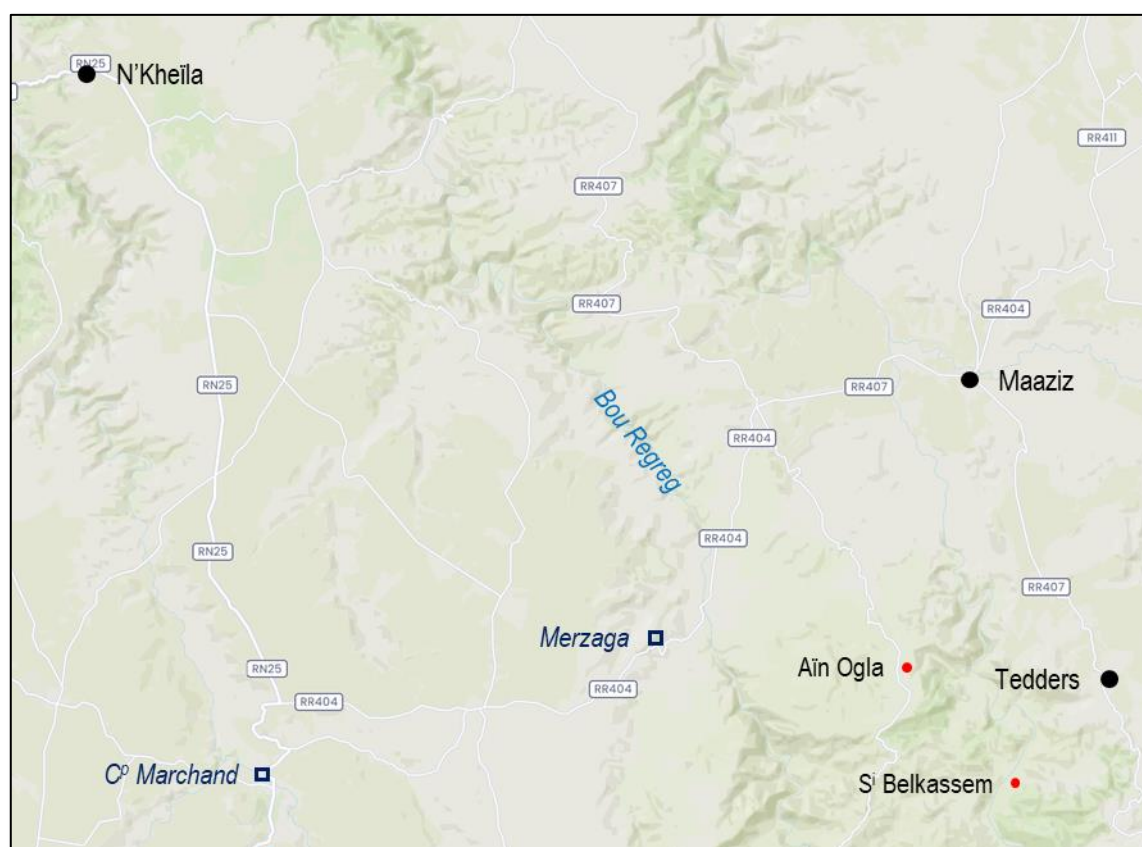 RN25
N'Kheïla
RR411
RR407
RR407
RR404
RN25
RR407
Maaziz
Bou Regreg
RR404
RR404
RN25
RR407
Merzaga
RN25
Aïn Ogla
Tedders
RR404
RR404
Cᵖ Marchand
Sⁱ Belkassem